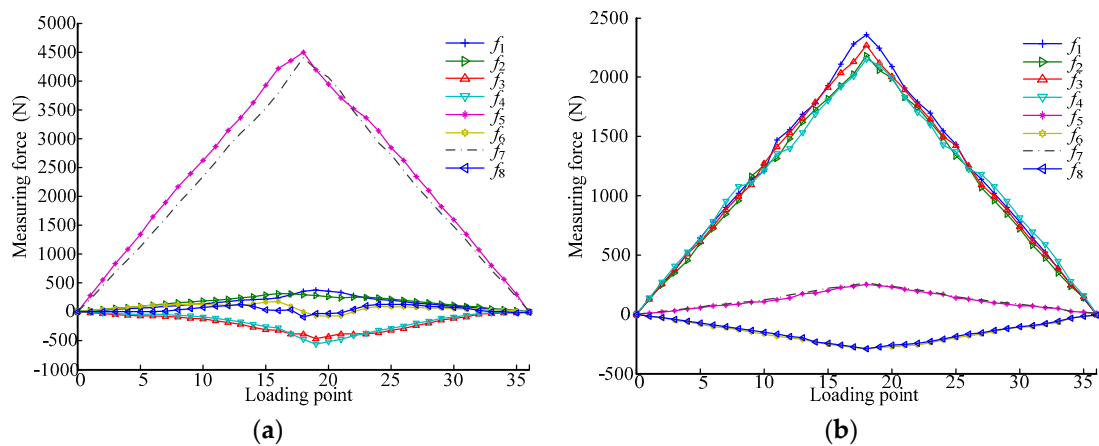 5000
4500
4000
3500
3000
2500
2000
1500
1000
500
0
-500
-1000
Measuring force (N)
0 5 10 15 20 25 30 35
Loading point
f1
f2
f3
f4
f5
f6
f7
f8
(a)
2500
2000
1500
1000
500
0
-500
Measuring force (N)
0 5 10 15 20 25 30 35
Loading point
f1
f2
f3
f4
f5
f6
f7
f8
(b)